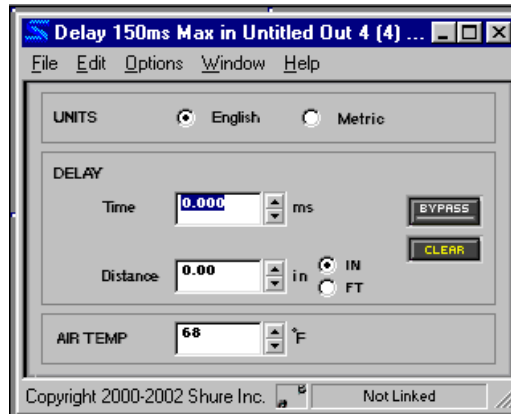 Delay 150ms Max in Untitled Out 4 (4) ...
File Edit Options Window Help
UNITS English Metric
DELAY
Time 0.000 ms
BYPASS
CLEAR
Distance 0.00 in IN
FT
AIR TEMP 68 °F
Copyright 2000-2002 Shure Inc. Not Linked